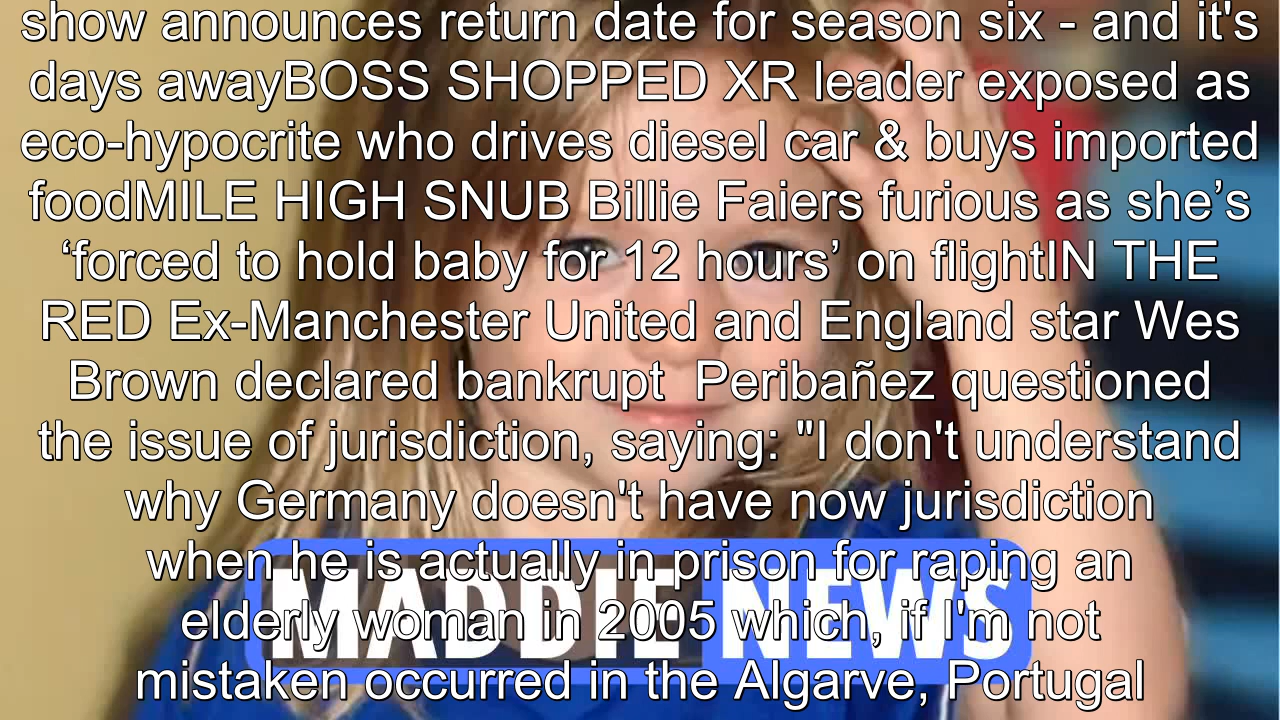 show announces return date for season six - and it's
days awayBOSS SHOPPED XR leader exposed as
eco-hypocrite who drives diesel car & buys imported
foodMILE HIGH SNUB Billie Faiers furious as she’s
‘forced to hold baby for 12 hours’ on flightIN THE
RED Ex-Manchester United and England star Wes
Brown declared bankrupt  Peribañez questioned
the issue of jurisdiction, saying: "I don't understand
why Germany doesn't have now jurisdiction
when he is actually in prison for raping an
elderly woman in 2005 which, if I'm not
MADDIE NEWS
mistaken occurred in the Algarve, Portugal